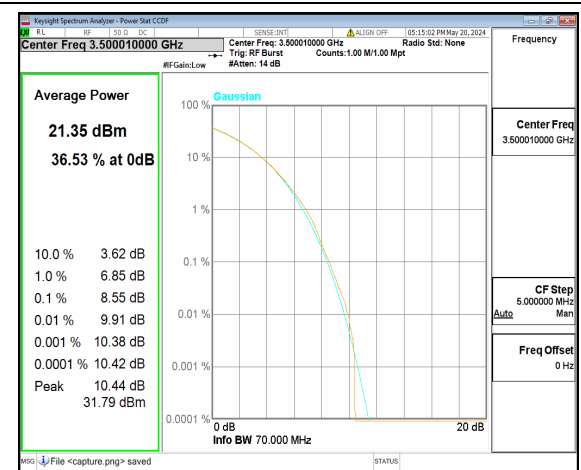 Keysight Spectrum Analyzer - Power Stat CCDF
RL RF 50 Ω DC SENSE:INT ALIGN OFF 05:15:02 PM May 20, 2024
Center Freq 3.500010000 GHz
Center Freq: 3.500010000 GHz Radio Std: None
Trig: RF Burst Counts:1.00 M/1.00 Mpt
#IFGain:Low #Atten: 14 dB
Frequency
Average Power
21.35 dBm
36.53 % at 0dB
10.0 % 3.62 dB
1.0 % 6.85 dB
0.1 % 8.55 dB
0.01 % 9.91 dB
0.001 % 10.38 dB
0.0001 % 10.42 dB
Peak 10.44 dB
31.79 dBm
Gaussian
100 %
10 %
1 %
0.1 %
0.01 %
0.001 %
0.0001 %
0 dB 20 dB
Info BW 70.000 MHz
Center Freq
3.500010000 GHz
CF Step
5.000000 MHz
Auto Man
Freq Offset
0 Hz
MSG File <capture.png> saved STATUS